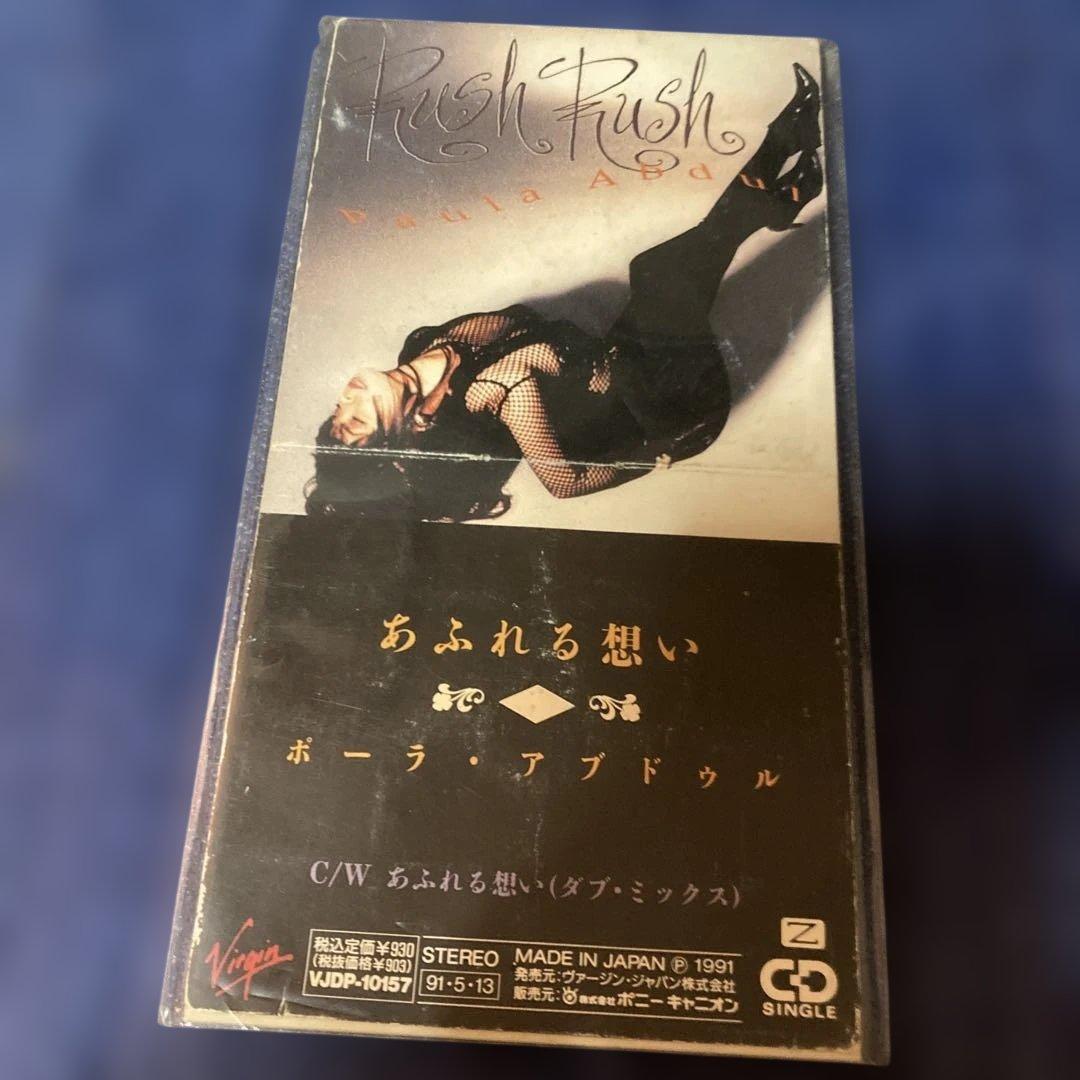 Rush Rush
Paula Abdul
あふれる想い
ポーラ・アブドゥル
C/W あふれる想い(ダブ・ミックス)
Virgin
税込定価¥930
(税抜価格¥903)
VJDP-10157
STEREO
91・5・13
MADE IN JAPAN Ⓟ 1991
発売元:ヴァージン・ジャパン株式会社
販売元:株式会社ポニーキャニオン
Z
CD
SINGLE